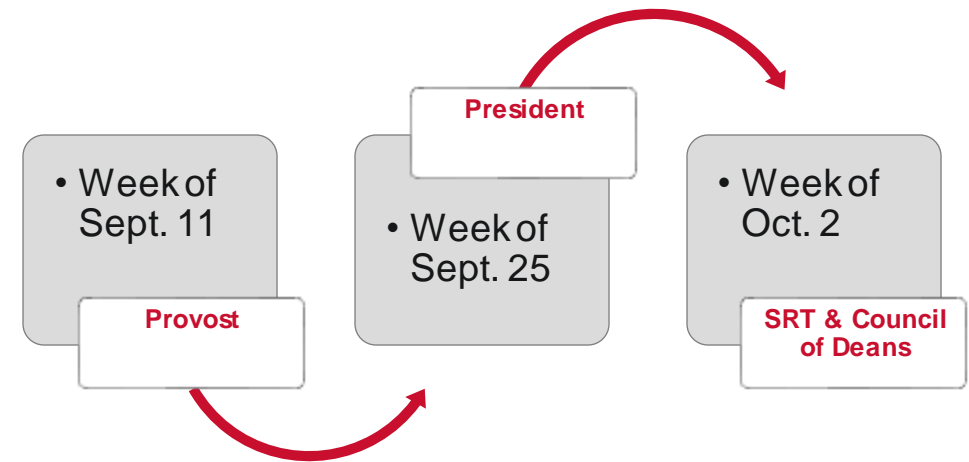 • Week of
Sept. 11
Provost
President
• Week of
Sept. 25
• Week of
Oct. 2
SRT & Council
of Deans